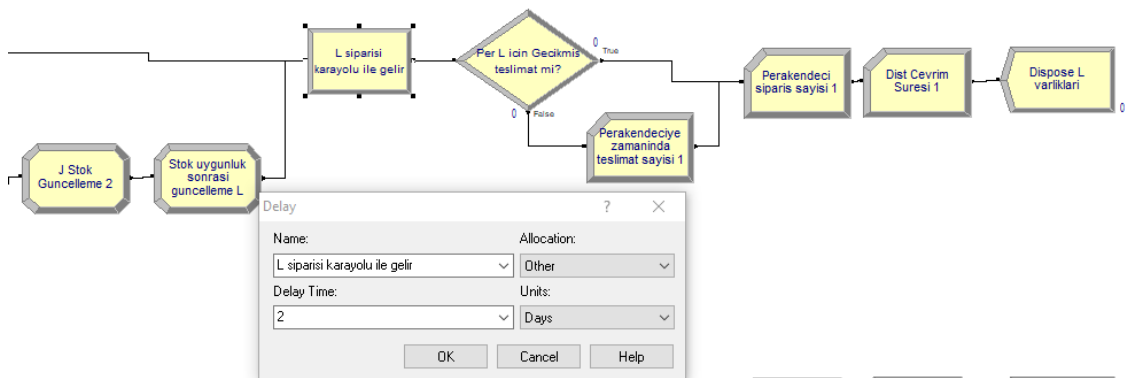 L siparisi
karayolu ile gelir
Per L icin Gecikmis
teslimat mi?
0
True
0
False
Perakendeciye
zamaninda
teslimat sayisi 1
Perakendeci
siparis sayisi 1
Dist Cevrim
Suresi 1
Dispose L
varliklari
0
J Stok
Guncelleme 2
Stok uygunluk
sonrasi
guncelleme L
Delay
?
Name:
Allocation:
L siparisi karayolu ile gelir
Other
Delay Time:
Units:
2
Days
OK
Cancel
Help